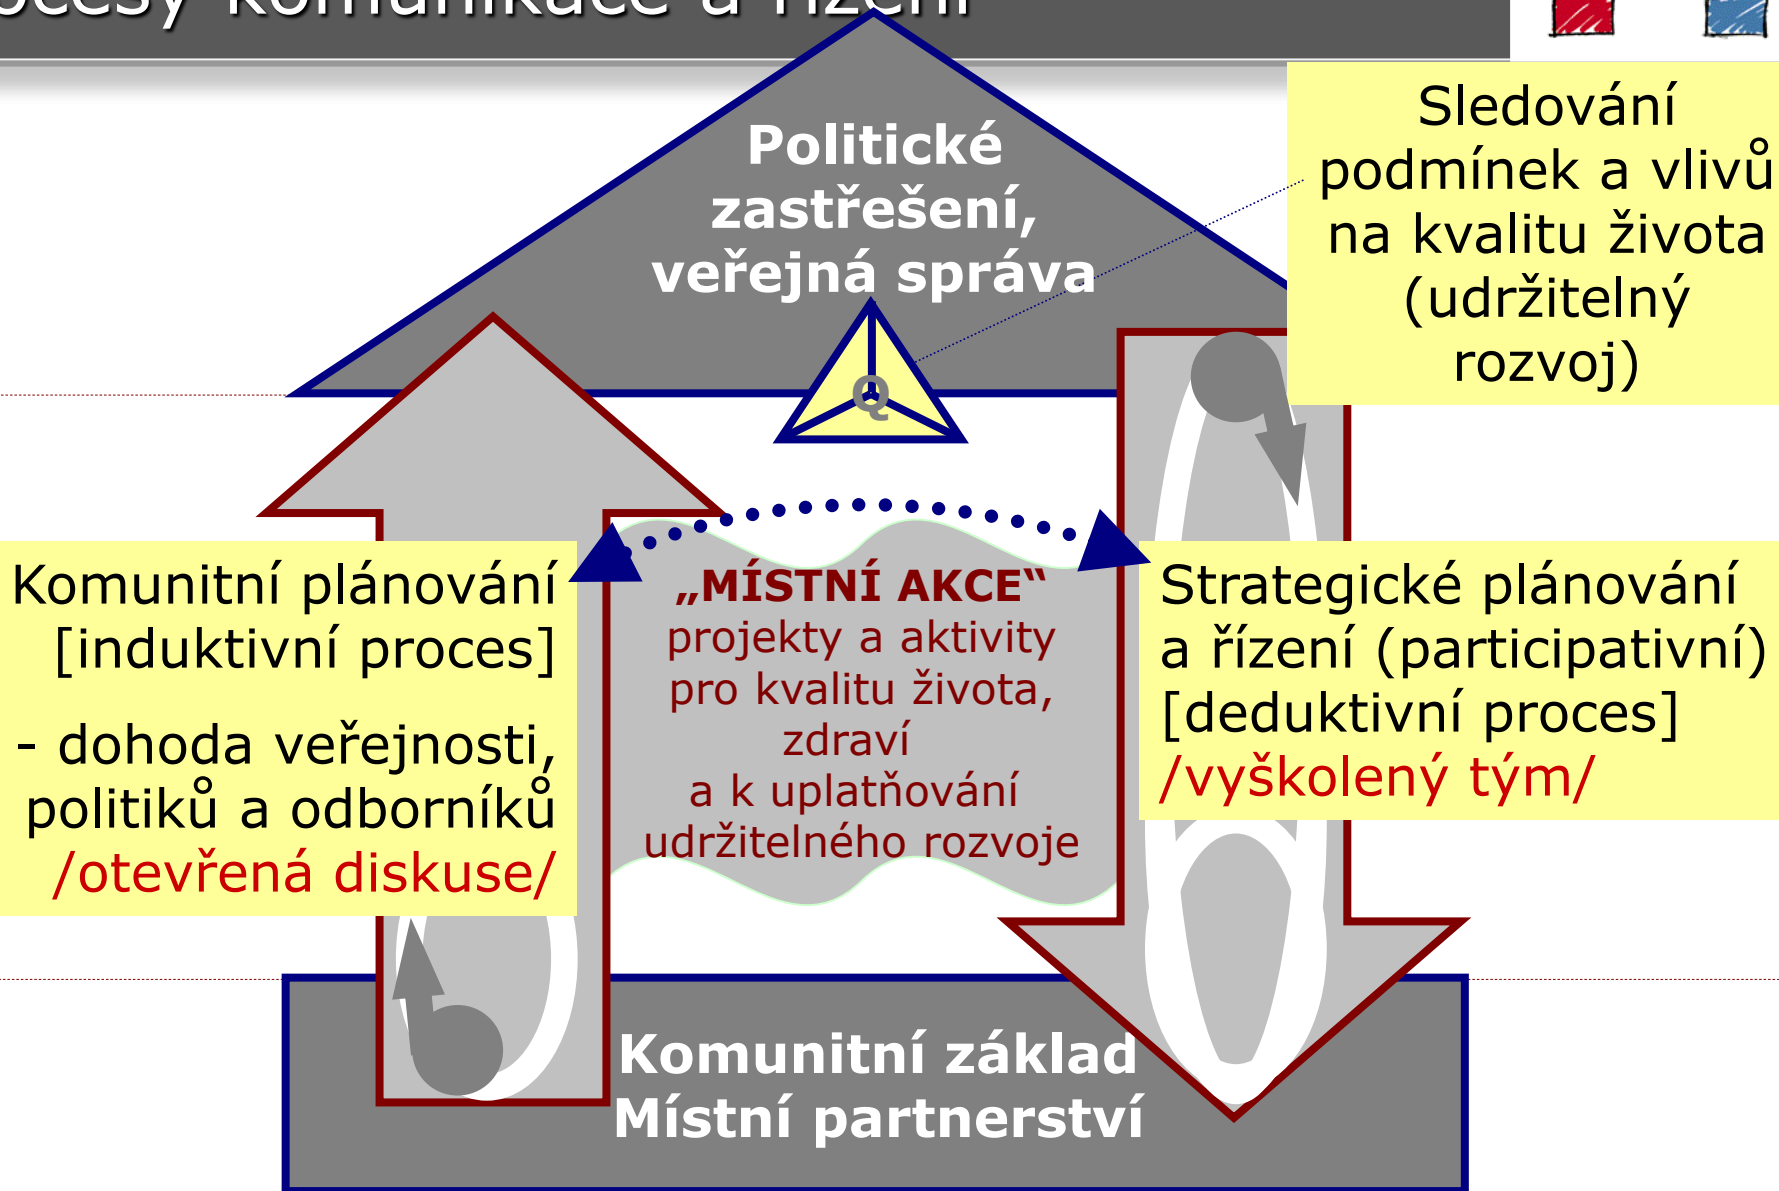 komunikace a řízení
Politické
zastřešení,
veřejná správa
Sledování
podmínek a vlivů
na kvalitu života
(udržitelný
rozvoj)
Q
Komunitní plánování
[induktivní proces]
- dohoda veřejnosti,
politiků a odborníků
/otevřená diskuse/
„MÍSTNÍ AKCE“
projekty a aktivity
pro kvalitu života,
zdraví
a k uplatňování
udržitelného rozvoje
Strategické plánování
a řízení (participativní)
[deduktivní proces]
/vyškolený tým/
Komunitní základ
Místní partnerství